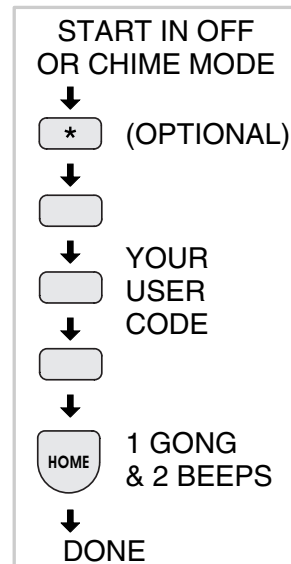 START IN OFF
OR CHIME MODE
* (OPTIONAL)
YOUR
USER
CODE
HOME
1 GONG
& 2 BEEPS
DONE